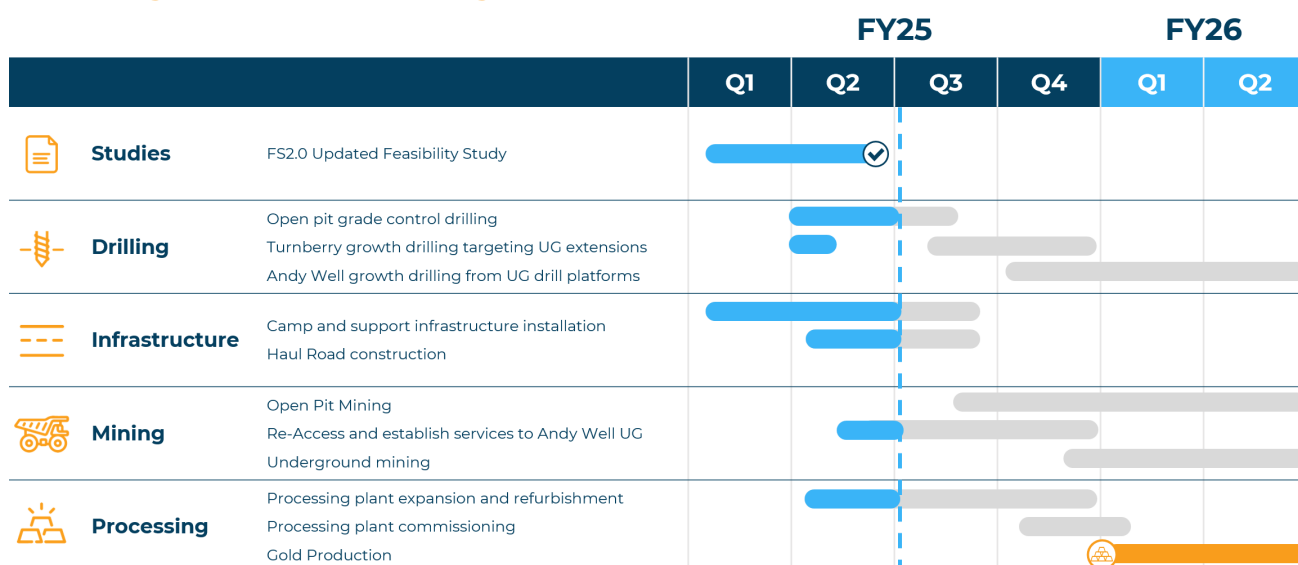 FY25 FY26
Q1 Q2 Q3 Q4 Q1 Q2
Studies
FS2.0 Updated Feasibility Study
Drilling
Open pit grade control drilling
Turnberry growth drilling targeting UG extensions
Andy Well growth drilling from UG drill platforms
Infrastructure
Camp and support infrastructure installation
Haul Road construction
Mining
Open Pit Mining
Re-Access and establish services to Andy Well UG
Underground mining
Processing
Processing plant expansion and refurbishment
Processing plant commissioning
Gold Production